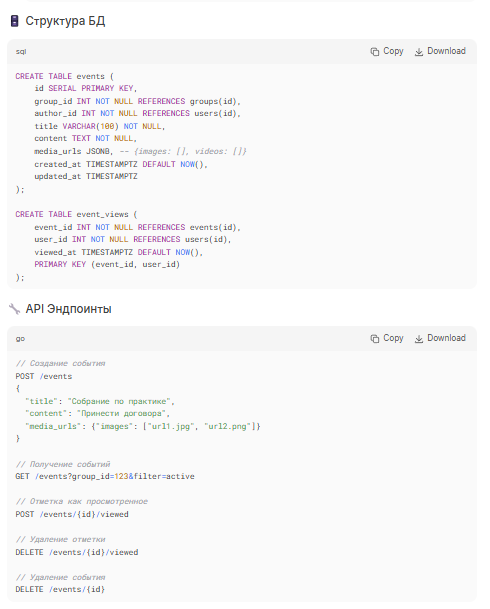 Структура БД
sql
Copy
Download
CREATE TABLE events (
    id SERIAL PRIMARY KEY,
    group_id INT NOT NULL REFERENCES groups(id),
    author_id INT NOT NULL REFERENCES users(id),
    title VARCHAR(100) NOT NULL,
    content TEXT NOT NULL,
    media_urls JSONB, -- {images: [], videos: []}
    created_at TIMESTAMPTZ DEFAULT NOW(),
    updated_at TIMESTAMPTZ
);

CREATE TABLE event_views (
    event_id INT NOT NULL REFERENCES events(id),
    user_id INT NOT NULL REFERENCES users(id),
    viewed_at TIMESTAMPTZ DEFAULT NOW(),
    PRIMARY KEY (event_id, user_id)
);
API Эндпоинты
go
Copy
Download
// Создание события
POST /events
{
  "title": "Собрание по практике",
  "content": "Принести договора",
  "media_urls": {"images": ["url1.jpg", "url2.png"]}
}

// Получение событий
GET /events?group_id=123&filter=active

// Отметка как просмотренное
POST /events/{id}/viewed

// Удаление отметки
DELETE /events/{id}/viewed

// Удаление события
DELETE /events/{id}